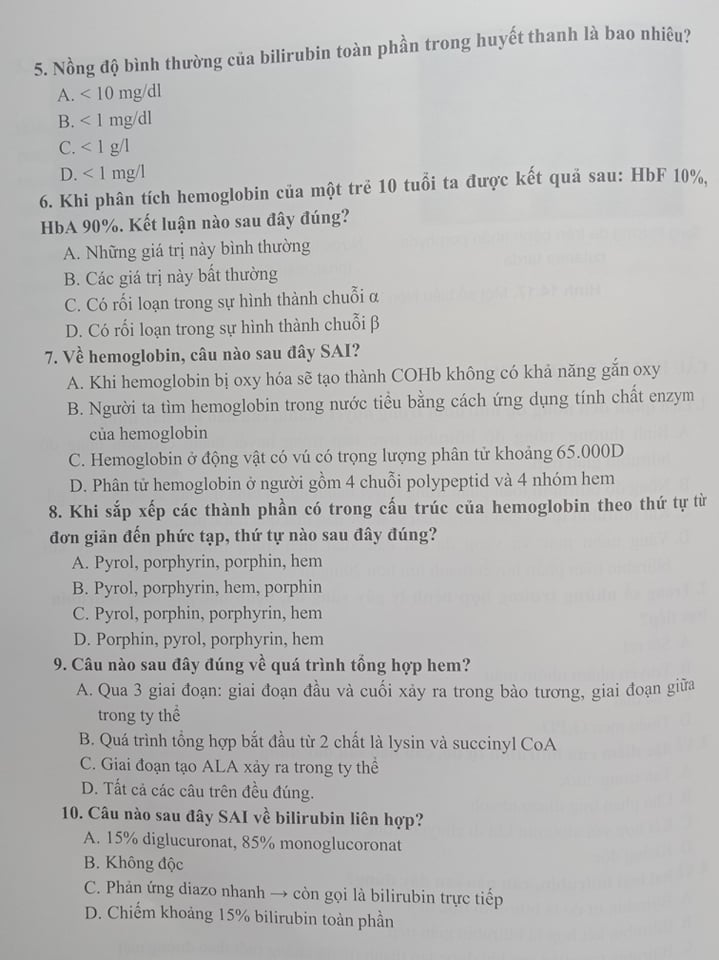 5. Nồng độ bình thường của bilirubin toàn phần trong huyết thanh là bao nhiêu?
A. < 10 mg/dl
B. < 1 mg/dl
C. < 1 g/l
D. < 1 mg/l
6. Khi phân tích hemoglobin của một trẻ 10 tuổi ta được kết quả sau: HbF 10%,
HbA 90%. Kết luận nào sau đây đúng?
A. Những giá trị này bình thường
B. Các giá trị này bất thường
C. Có rối loạn trong sự hình thành chuỗi α
D. Có rối loạn trong sự hình thành chuỗi β
7. Về hemoglobin, câu nào sau đây SAI?
A. Khi hemoglobin bị oxy hóa sẽ tạo thành COHb không có khả năng gắn oxy
B. Người ta tìm hemoglobin trong nước tiểu bằng cách ứng dụng tính chất enzym
của hemoglobin
C. Hemoglobin ở động vật có vú có trọng lượng phân tử khoảng 65.000D
D. Phân tử hemoglobin ở người gồm 4 chuỗi polypeptid và 4 nhóm hem
8. Khi sắp xếp các thành phần có trong cấu trúc của hemoglobin theo thứ tự từ
đơn giản đến phức tạp, thứ tự nào sau đây đúng?
A. Pyrol, porphyrin, porphin, hem
B. Pyrol, porphyrin, hem, porphin
C. Pyrol, porphin, porphyrin, hem
D. Porphin, pyrol, porphyrin, hem
9. Câu nào sau đây đúng về quá trình tổng hợp hem?
A. Qua 3 giai đoạn: giai đoạn đầu và cuối xảy ra trong bào tương, giai đoạn giữa
trong ty thể
B. Quá trình tổng hợp bắt đầu từ 2 chất là lysin và succinyl CoA
C. Giai đoạn tạo ALA xảy ra trong ty thể
D. Tất cả các câu trên đều đúng.
10. Câu nào sau đây SAI về bilirubin liên hợp?
A. 15% diglucuronat, 85% monoglucoronat
B. Không độc
C. Phản ứng diazo nhanh → còn gọi là bilirubin trực tiếp
D. Chiếm khoảng 15% bilirubin toàn phần